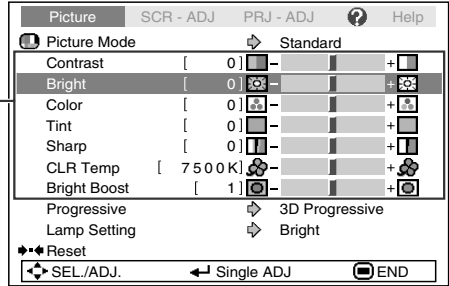 Picture SCR - ADJ PRJ - ADJ ? Help
Picture Mode Standard
Contrast [ 0] - +
Bright [ 0] - +
Color [ 0] - +
Tint [ 0] - +
Sharp [ 0] - +
CLR Temp [ 7500K] - +
Bright Boost [ 1] - +
Progressive 3D Progressive
Lamp Setting Bright
Reset
SEL./ADJ. Single ADJ END